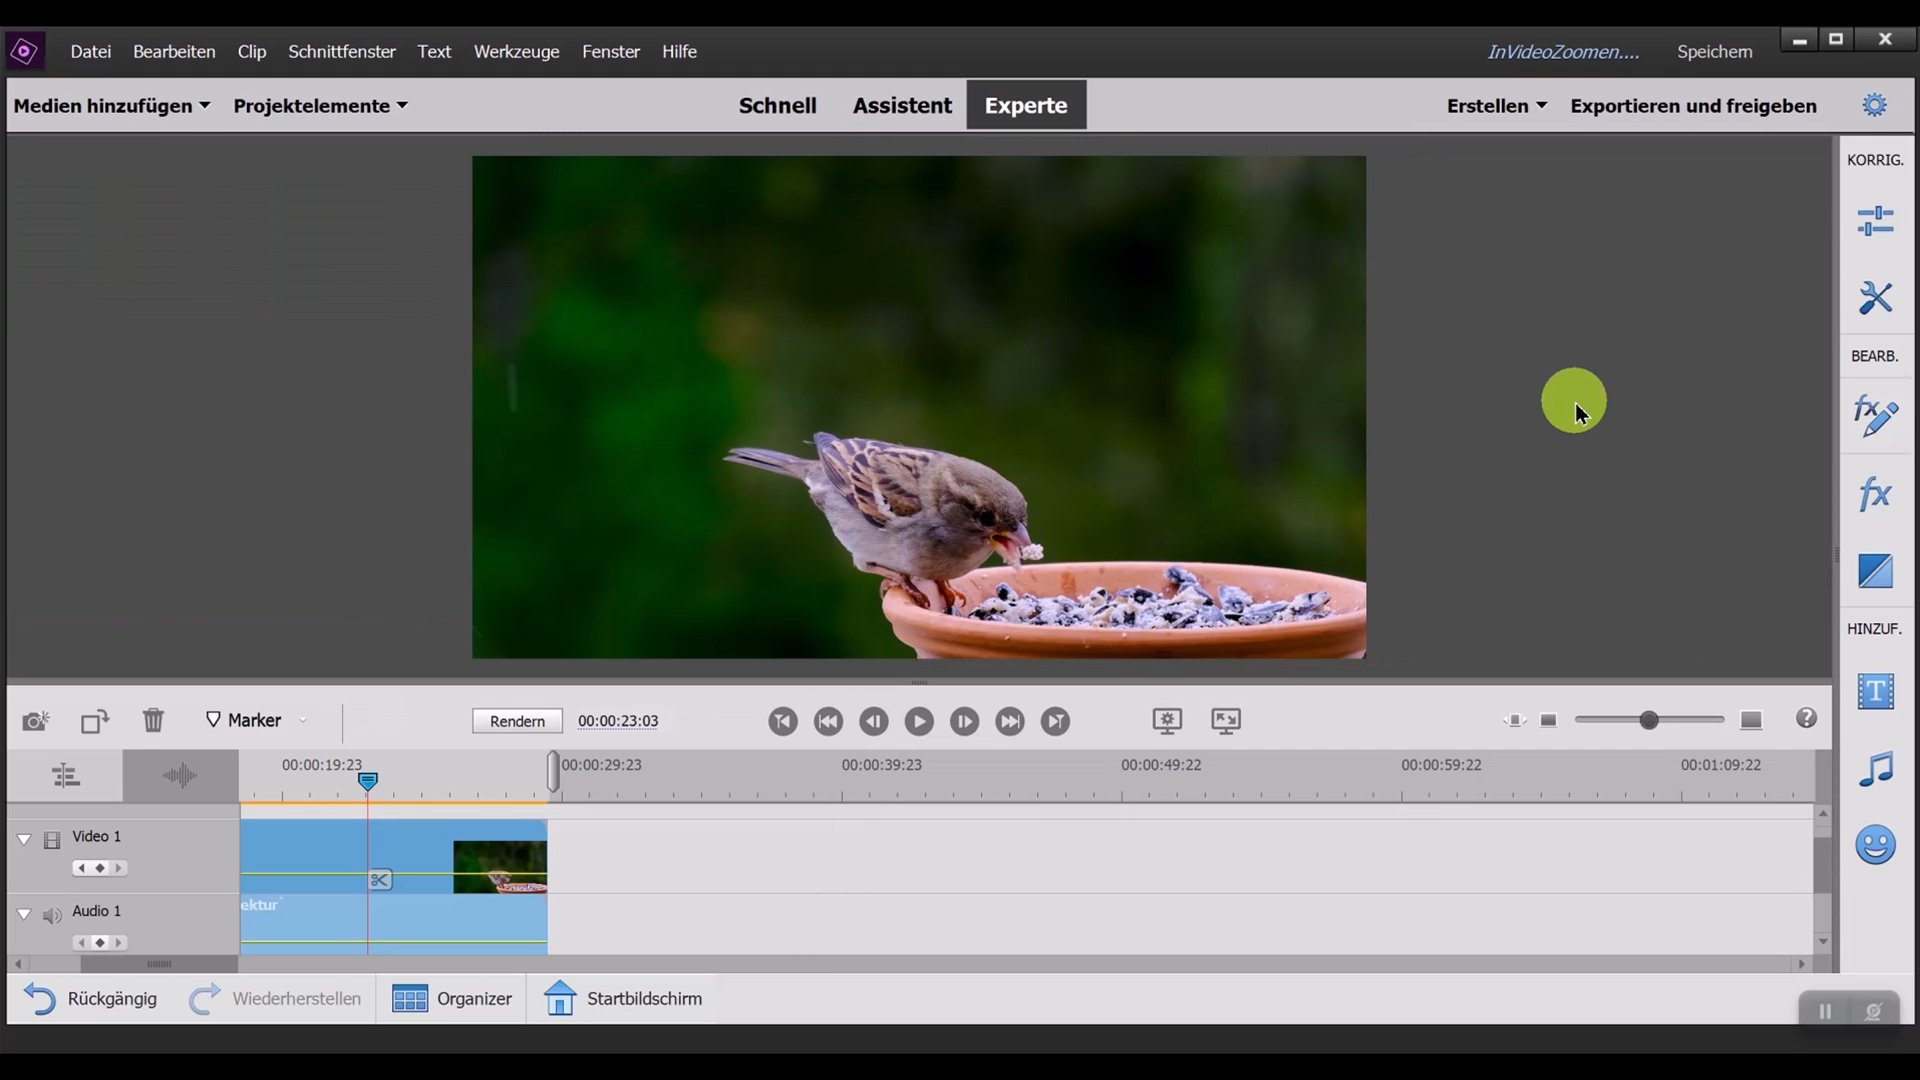 Datei Bearbeiten Clip Schnittfenster Text Werkzeuge Fenster Hilfe InVideoZoomen.... Speichern
Medien hinzufügen Projektelemente Schnell Assistent Experte Erstellen Exportieren und freigeben
KORRIG.
BEARB.
fx
fx
HINZUF.
T
Marker Rendern 00:00:23:03
00:00:19:23 00:00:29:23 00:00:39:23 00:00:49:22 00:00:59:22 00:01:09:22
Video 1
Audio 1
ektur*
Rückgängig Wiederherstellen Organizer Startbildschirm